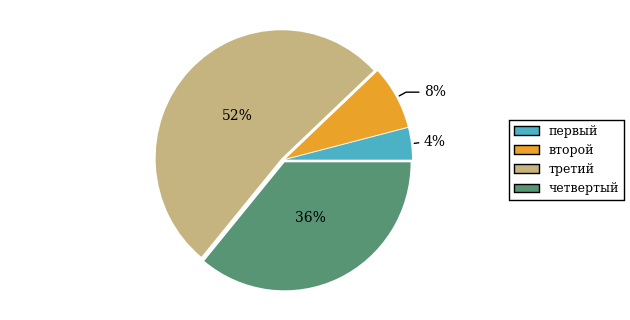 52%
8%
4%
36%
первый
второй
третий
четвертый